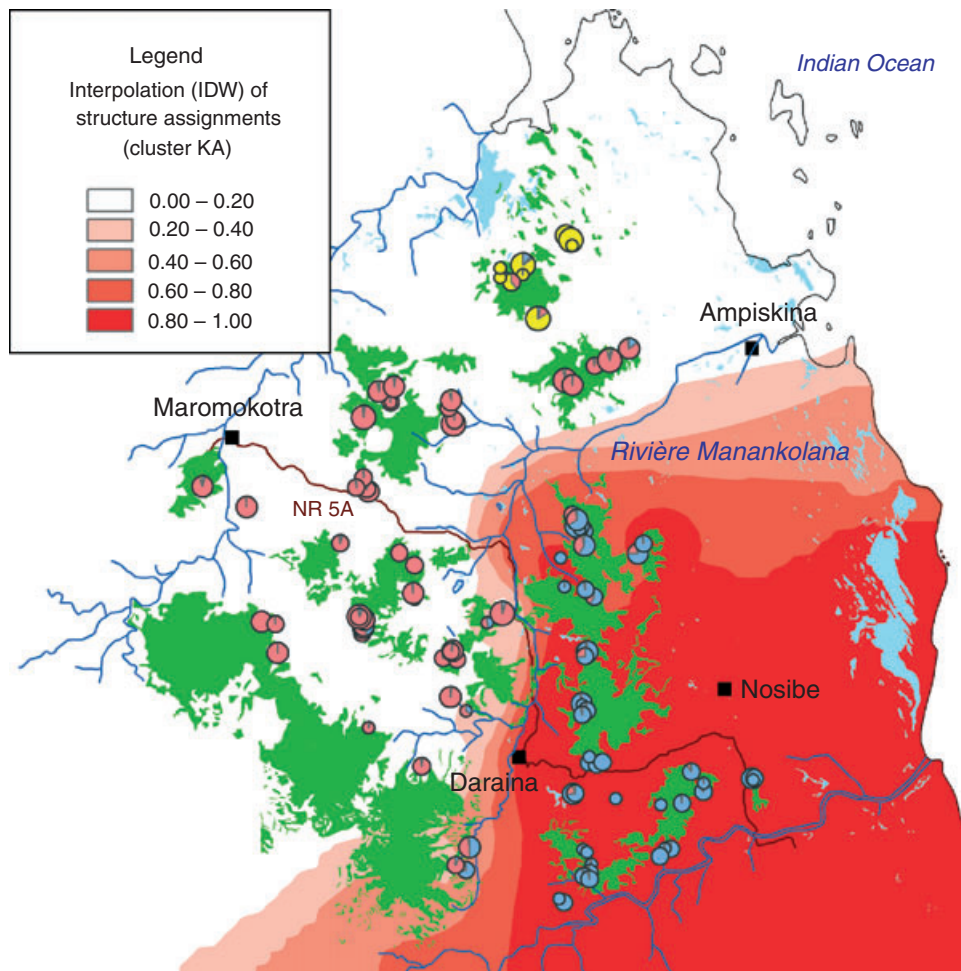 Legend
Interpolation (IDW) of
structure assignments
(cluster KA)
0.00 – 0.20
0.20 – 0.40
0.40 – 0.60
0.60 – 0.80
0.80 – 1.00
Indian Ocean
Ampiskina
Maromokotra
Rivière Manankolana
NR 5A
Nosibe
Daraina